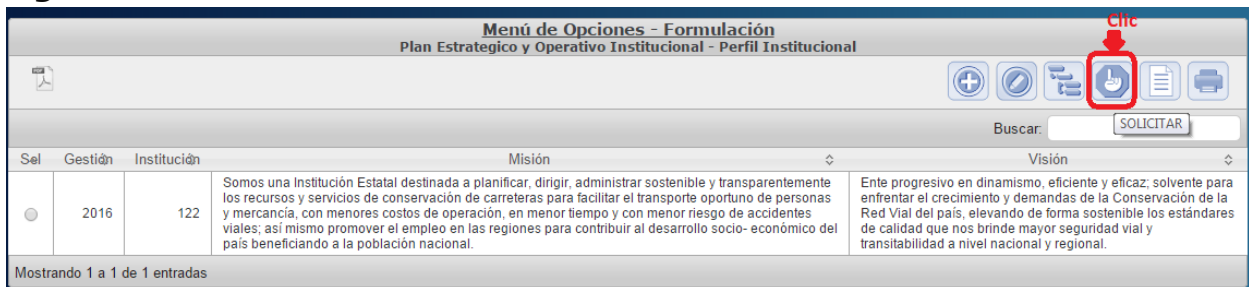 Menú de Opciones - Formulación
Clic
Plan Estrategico y Operativo Institucional - Perfil Institucional
Buscar:
SOLICITAR
Sel Gestión Institución Misión Visión
Somos una Institución Estatal destinada a planificar, dirigir, administrar sostenible y transparentemente
los recursos y servicios de conservación de carreteras para facilitar el transporte oportuno de personas
y mercancía, con menores costos de operación, en menor tiempo y con menor riesgo de accidentes
viales; así mismo promover el empleo en las regiones para contribuir al desarrollo socio- económico del
país beneficiando a la población nacional.
2016 122
Ente progresivo en dinamismo, eficiente y eficaz; solvente para
enfrentar el crecimiento y demandas de la Conservación de la
Red Vial del país, elevando de forma sostenible los estándares
de calidad que nos brinde mayor seguridad vial y
transitabilidad a nivel nacional y regional.
Mostrando 1 a 1 de 1 entradas